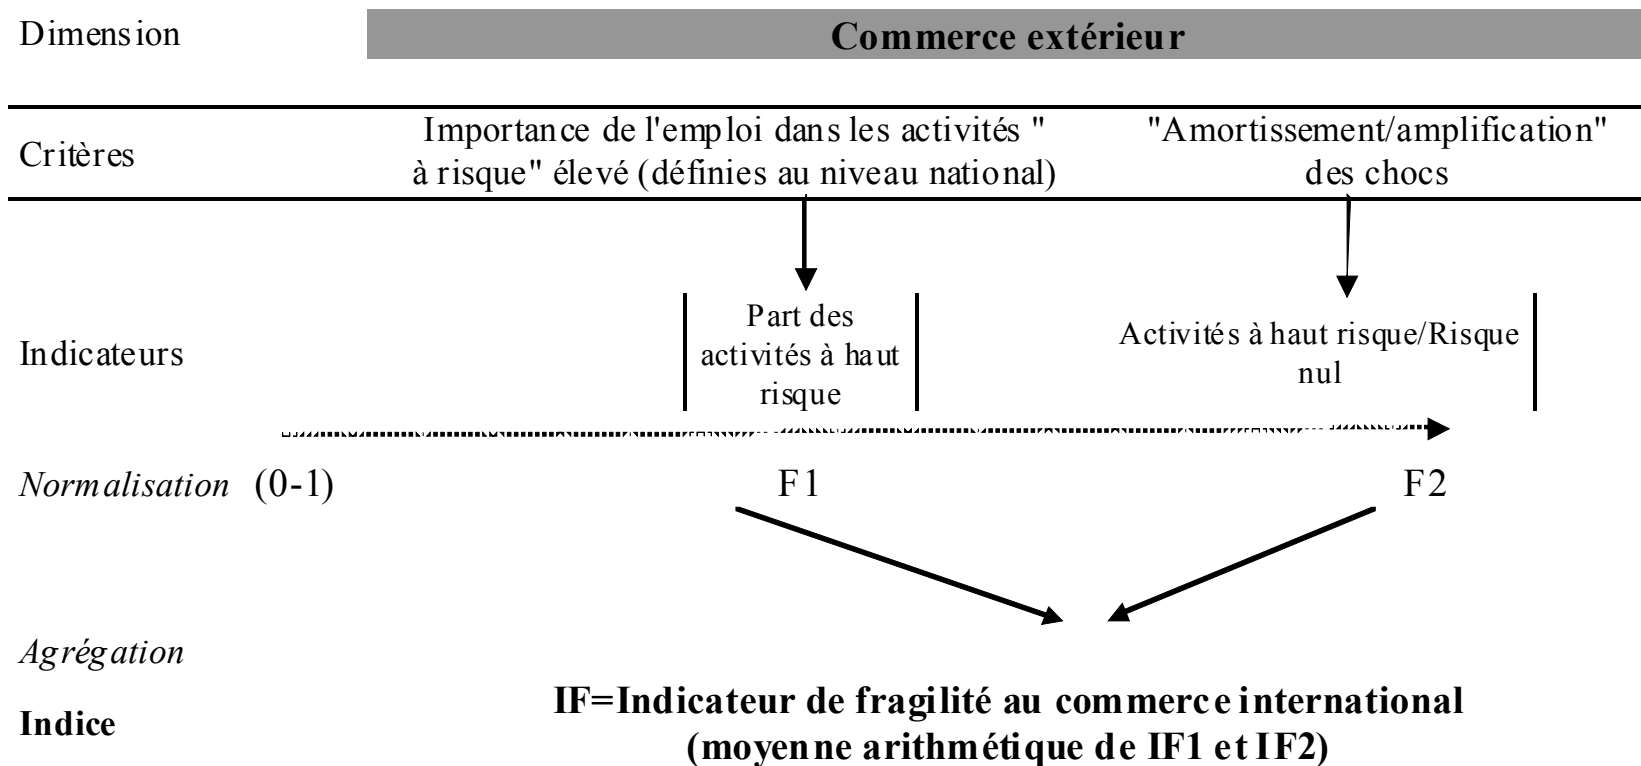 Dimension
Commerce extérieur
Critères
Importance de l'emploi dans les activités "
à risque" élevé (définies au niveau national)
"Amortissement/amplification"
des chocs
Indicateurs
Part des
activités à haut
risque
Activités à haut risque/Risque
nul
Normalisation (0-1)
F1
F2
Agrégation
Indice
IF=Indicateur de fragilité au commerce international
(moyenne arithmétique de IF1 et IF2)